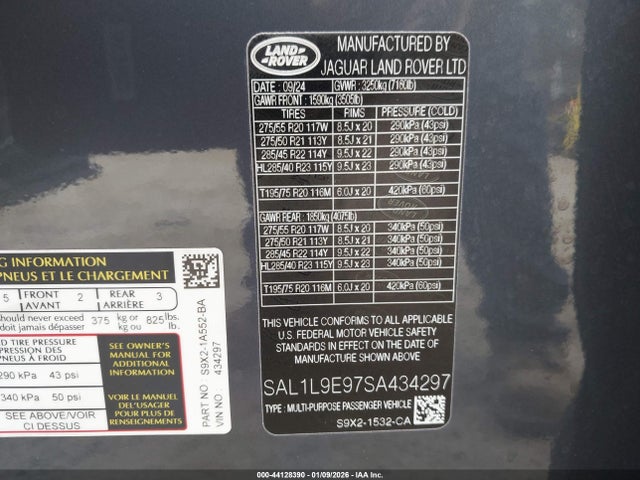 LAND
ROVER
MANUFACTURED BY
JAGUAR LAND ROVER LTD
DATE : 09/24 GVWR : 3250kg (7160lb)
GAWR FRONT : 1590kg (3505lb)
TIRES RIMS PRESSURE (COLD)
275/55 R20 117W 8.5J x 20 290kPa (43psi)
275/50 R21 113Y 8.5J x 21 290kPa (43psi)
285/45 R22 114Y 9.5J x 22 290kPa (43psi)
HL285/40 R23 115Y 9.5J x 23 290kPa (43psi)
T195/75 R20 116M 6.0J x 20 420kPa (60psi)
GAWR REAR : 1850kg (4075lb)
275/55 R20 117W 8.5J x 20 340kPa (50psi)
275/50 R21 113Y 8.5J x 21 340kPa (50psi)
285/45 R22 114Y 9.5J x 22 340kPa (50psi)
HL285/40 R23 115Y 9.5J x 23 340kPa (50psi)
T195/75 R20 116M 6.0J x 20 420kPa (60psi)
THIS VEHICLE CONFORMS TO ALL APPLICABLE
U.S. FEDERAL MOTOR VEHICLE SAFETY
STANDARDS IN EFFECT ON THE DATE OF
MANUFACTURE SHOWN ABOVE.
SAL1L9E97SA434297
TYPE : MULTI-PURPOSE PASSENGER VEHICLE
S9X2-1532-CA
NG INFORMATION
PNEUS ET LE CHARGEMENT
5 FRONT 2 REAR 3
AVANT ARRIÈRE
should never exceed 375 kg or 825 lbs.
doit jamais dépasser kg ou lb.
TIRE PRESSURE
PRESSION DES
PNEUS À FROID
290 kPa 43 psi
340 kPa 50 psi
SEE ABOVE/VOIR
CI DESSUS
SEE OWNER'S
MANUAL FOR
ADDITIONAL
INFORMATION
VOIR LE MANUEL
DE L'USAGER
POUR PLUS DE
RENSEIGNEMENTS
PART NO : S9X2-1A552-BA
VIN : 434297
000-44128390 - 01/09/2026 - IAA Holdings, LLC